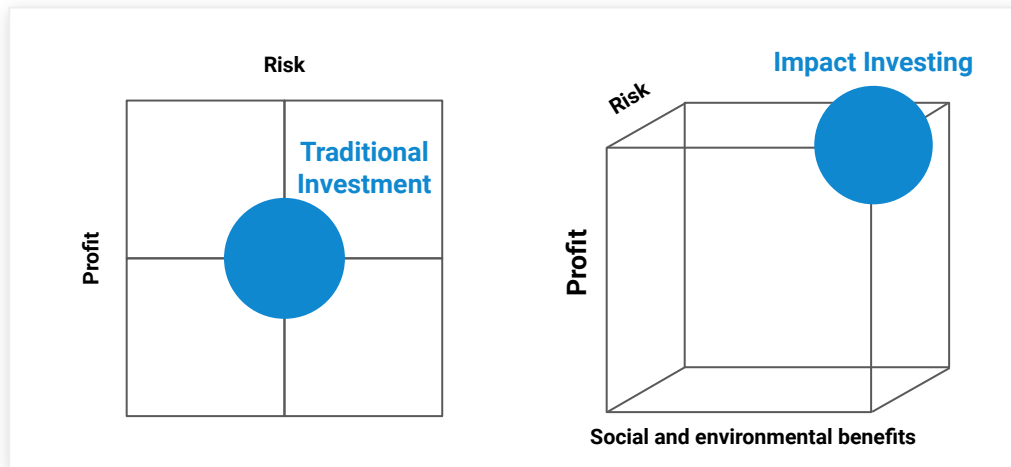 Risk
Traditional
Investment
Profit
Impact Investing
Risk
Profit
Social and environmental benefits